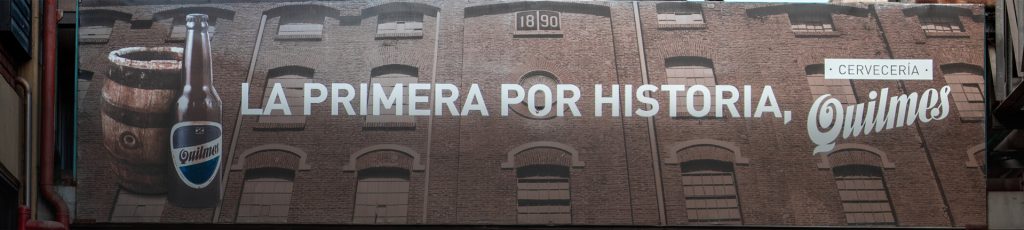 1890
LA PRIMERA POR HISTORIA,
· CERVECERÍA ·
Quilmes
Quilmes